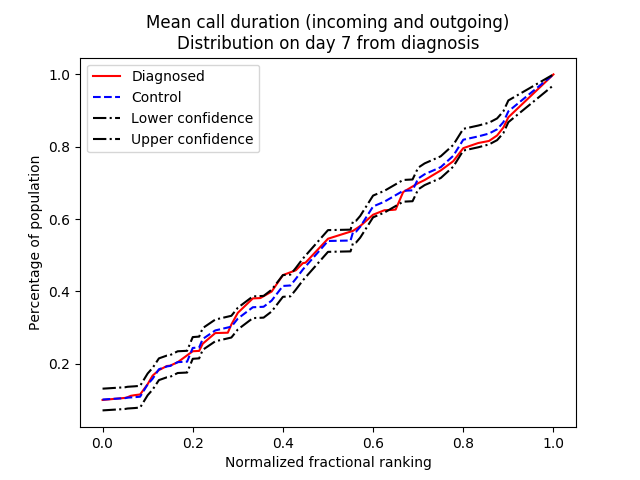 Mean call duration (incoming and outgoing)
Distribution on day 7 from diagnosis
Diagnosed
Control
Lower confidence
Upper confidence
Percentage of population
1.0
0.8
0.6
0.4
0.2
0.0 0.2 0.4 0.6 0.8 1.0
Normalized fractional ranking